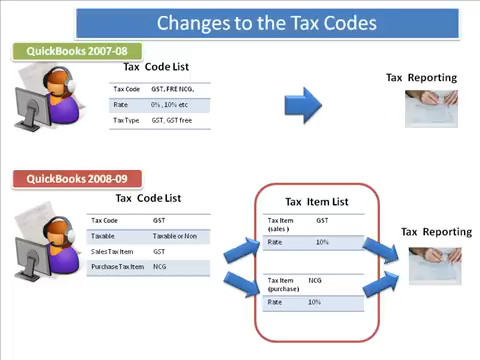 Changes to the Tax Codes
QuickBooks 2007-08
Tax Code List
Tax Code GST, FRE NCG,
Rate 0% , 10% etc
Tax Type GST, GST free
Tax Reporting
QuickBooks 2008-09
Tax Code List
Tax Code GST
Taxable Taxable or Non
Sales Tax Item GST
Purchase Tax Item NCG
Tax Item List
Tax Item (sales ) GST
Rate 10%
Tax Item (purchase) NCG
Rate 10%
Tax Reporting